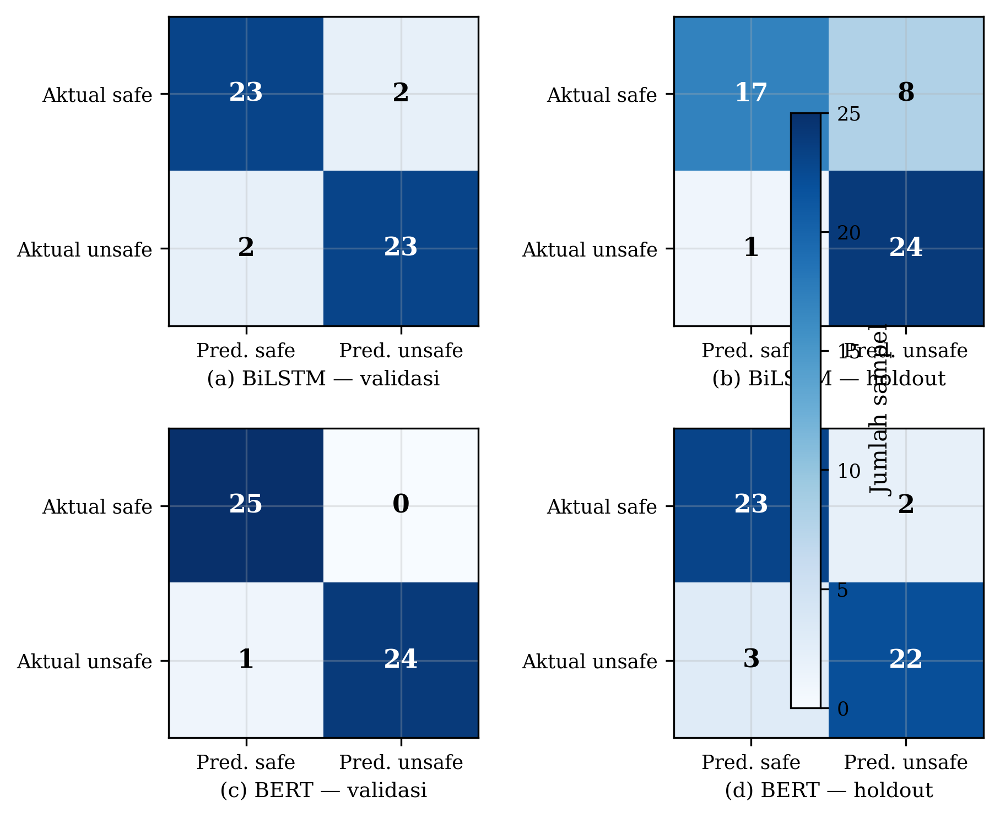 Aktual safe
23
2
Aktual unsafe
2
23
Pred. safe
Pred. unsafe
(a) BiLSTM — validasi
Aktual safe
17
8
Aktual unsafe
1
24
Pred. unsafe
— holdout
Aktual safe
25
0
Aktual unsafe
1
24
Pred. safe
Pred. unsafe
(c) BERT — validasi
Aktual safe
23
2
Aktual unsafe
3
22
Pred. safe
Pred. unsafe
(d) BERT — holdout
25
20
15
10
5
0
Jumlah sampel